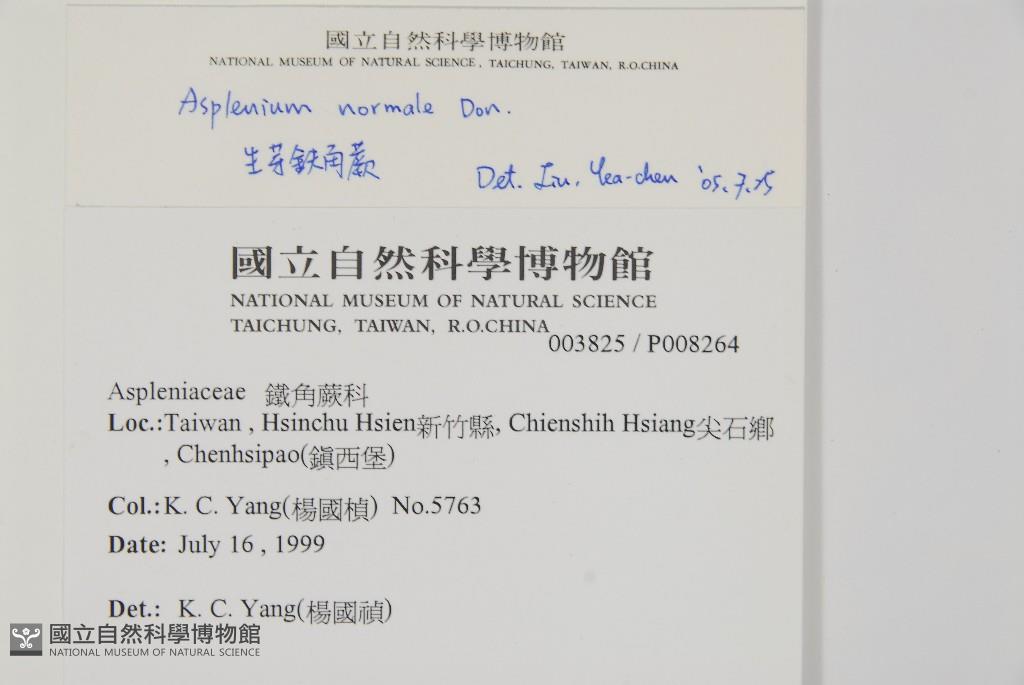 國立自然科學博物館
NATIONAL MUSEUM OF NATURAL SCIENCE, TAICHUNG, TAIWAN, R.O.CHINA
Asplenium normale Don.
生芽鉄角蕨
Det. Liu, Yea-chen '05.7.25
國立自然科學博物館
NATIONAL MUSEUM OF NATURAL SCIENCE
TAICHUNG, TAIWAN, R.O.CHINA
003825 / P008264
Aspleniaceae 鐵角蕨科
Loc.:Taiwan , Hsinchu Hsien新竹縣, Chienshih Hsiang尖石鄉
, Chenhsipao(鎮西堡)
Col.:K. C. Yang(楊國楨) No.5763
Date: July 16 , 1999
Det.: K. C. Yang(楊國禎)
國立自然科學博物館
NATIONAL MUSEUM OF NATURAL SCIENCE